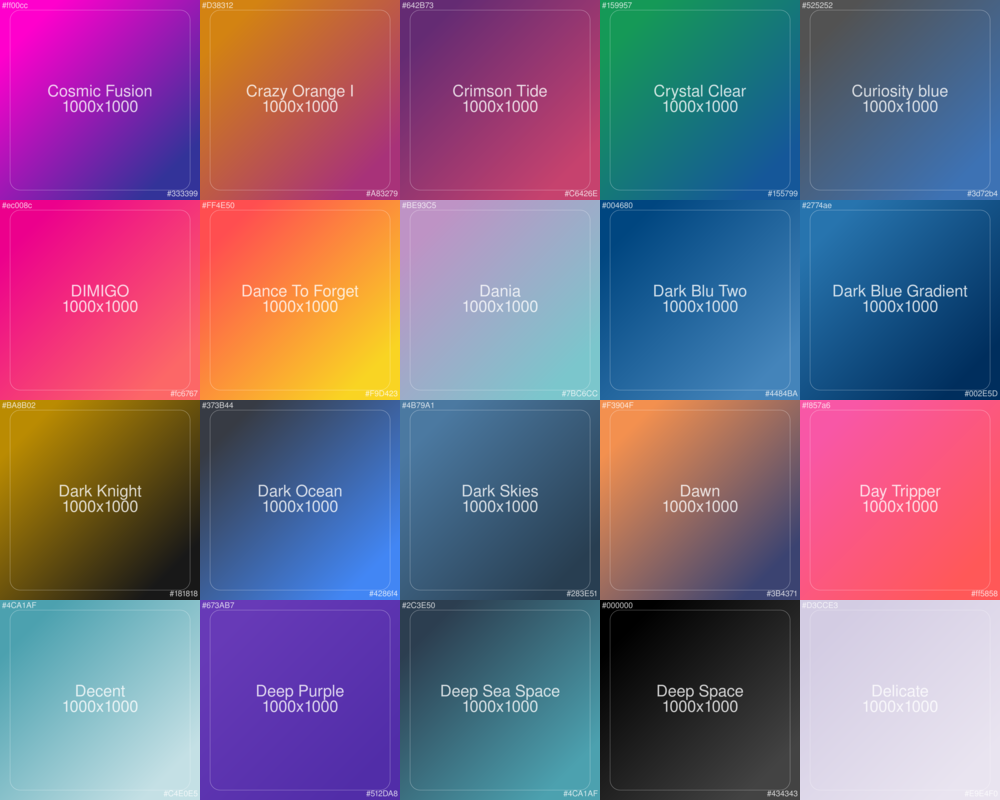 #ff00cc
Cosmic Fusion
1000x1000
#333399
#D38312
Crazy Orange I
1000x1000
#A83279
#642B73
Crimson Tide
1000x1000
#C6426E
#159957
Crystal Clear
1000x1000
#155799
#525252
Curiosity blue
1000x1000
#3d72b4
#ec008c
DIMIGO
1000x1000
#fc6767
#FF4E50
Dance To Forget
1000x1000
#F9D423
#BE93C5
Dania
1000x1000
#7BC6CC
#004680
Dark Blu Two
1000x1000
#4484BA
#2774ae
Dark Blue Gradient
1000x1000
#002E5D
#BA8B02
Dark Knight
1000x1000
#181818
#373B44
Dark Ocean
1000x1000
#4286f4
#4B79A1
Dark Skies
1000x1000
#283E51
#F3904F
Dawn
1000x1000
#3B4371
#f857a6
Day Tripper
1000x1000
#ff5858
#4CA1AF
Decent
1000x1000
#C4E0E5
#673AB7
Deep Purple
1000x1000
#512DA8
#2C3E50
Deep Sea Space
1000x1000
#4CA1AF
#000000
Deep Space
1000x1000
#434343
#D3CCE3
Delicate
1000x1000